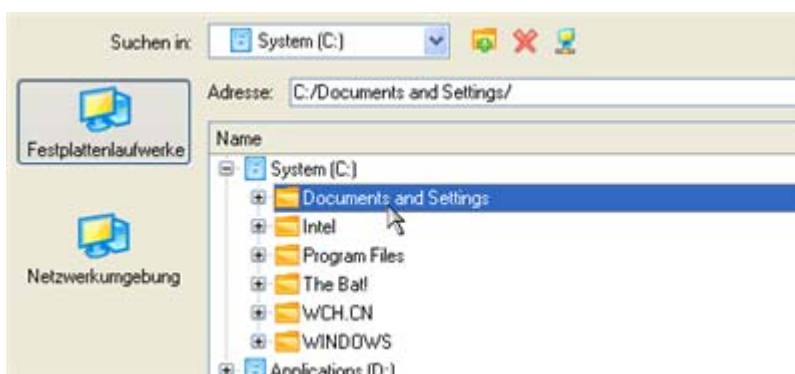 Suchen in: System (C:)
Adresse: C:/Documents and Settings/
Festplattenlaufwerke
Netzwerkumgebung
Name
System (C:)
Documents and Settings
Intel
Program Files
The Bat!
WCH.CN
WINDOWS
Applications (D:)